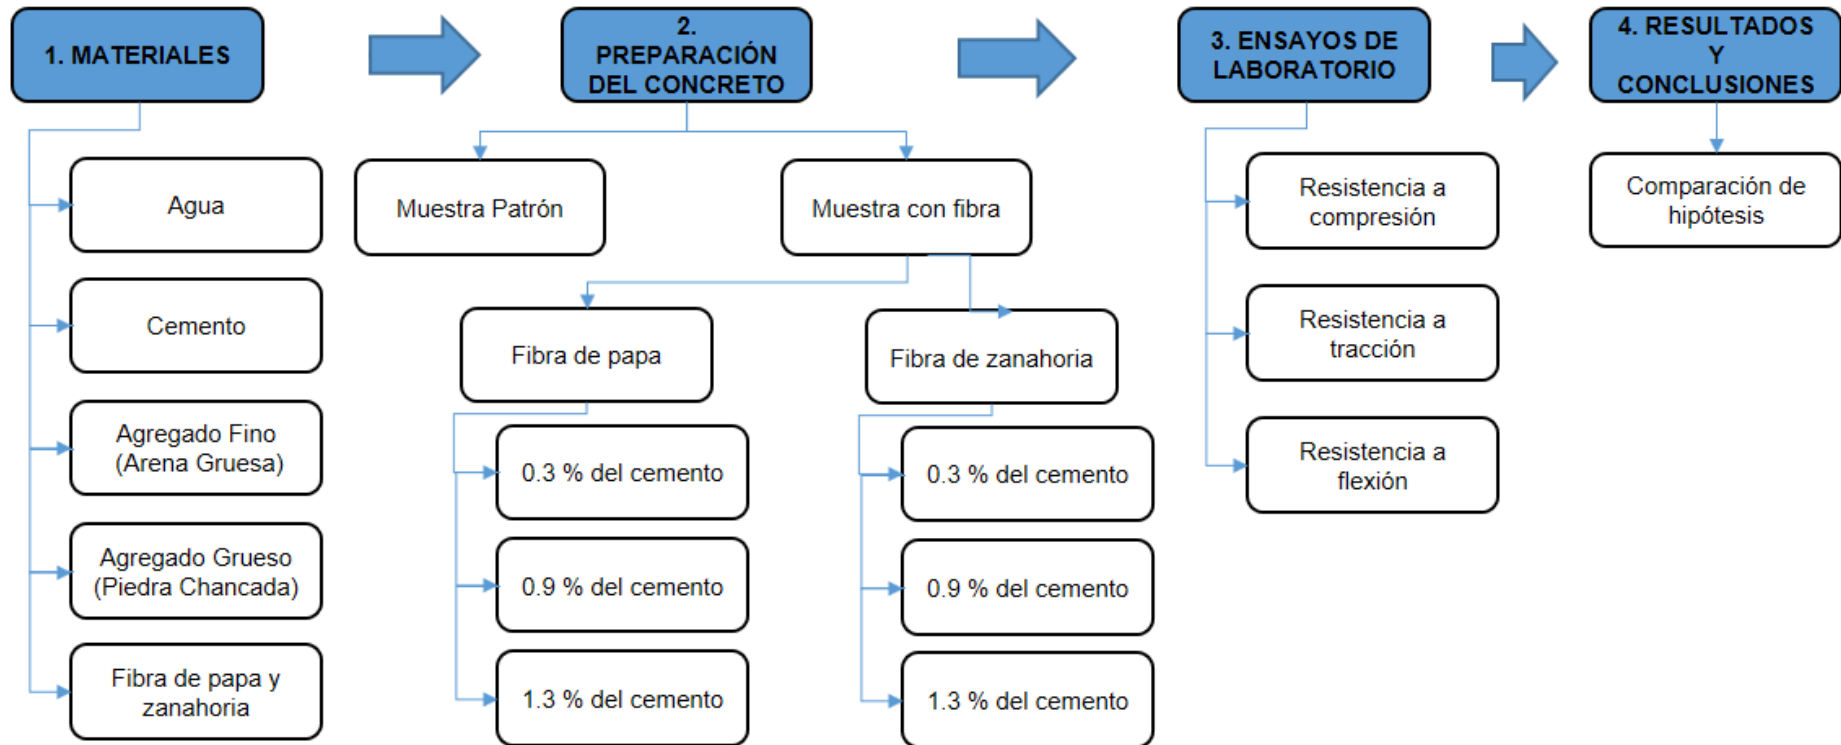 1. MATERIALES
Agua
Cemento
Agregado Fino
(Arena Gruesa)
Agregado Grueso
(Piedra Chancada)
Fibra de papa y
zanahoria
2.
PREPARACIÓN
DEL CONCRETO
Muestra Patrón
Muestra con fibra
Fibra de papa
0.3 % del cemento
0.9 % del cemento
1.3 % del cemento
Fibra de zanahoria
0.3 % del cemento
0.9 % del cemento
1.3 % del cemento
3. ENSAYOS DE
LABORATORIO
Resistencia a
compresión
Resistencia a
tracción
Resistencia a
flexión
4. RESULTADOS
Y
CONCLUSIONES
Comparación de
hipótesis